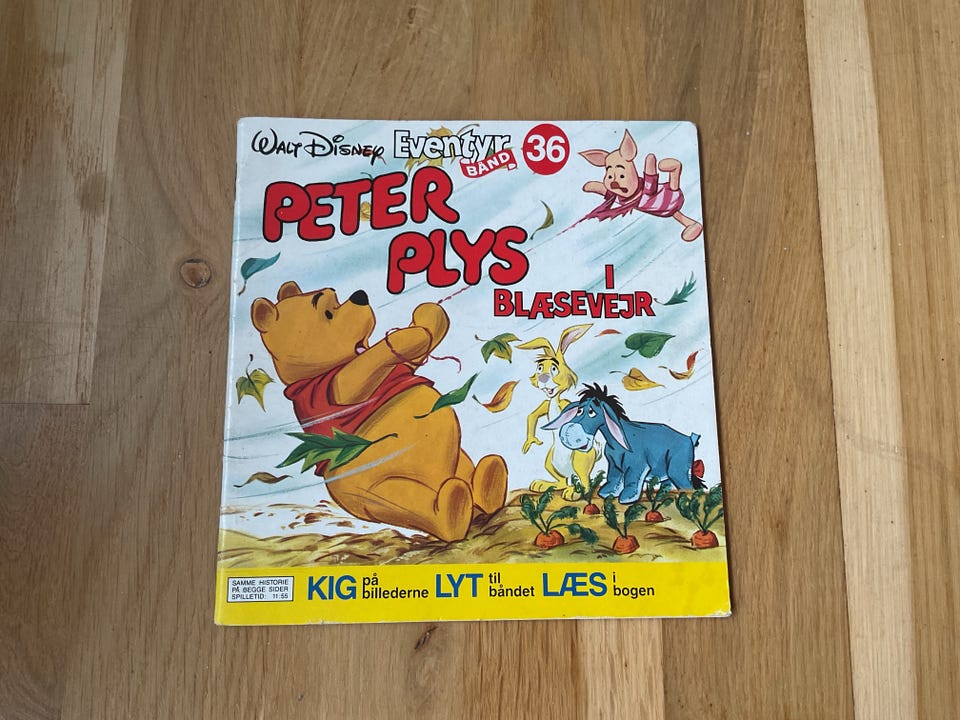 WALT DISNEY Eventyr BÅND 36
PETER
PLYS
I
BLÆSEVEJR
SAMME HISTORIE
PÅ BEGGE SIDER
SPILLETID: 11:55
KIG på billederne LYT til båndet LÆS i bogen